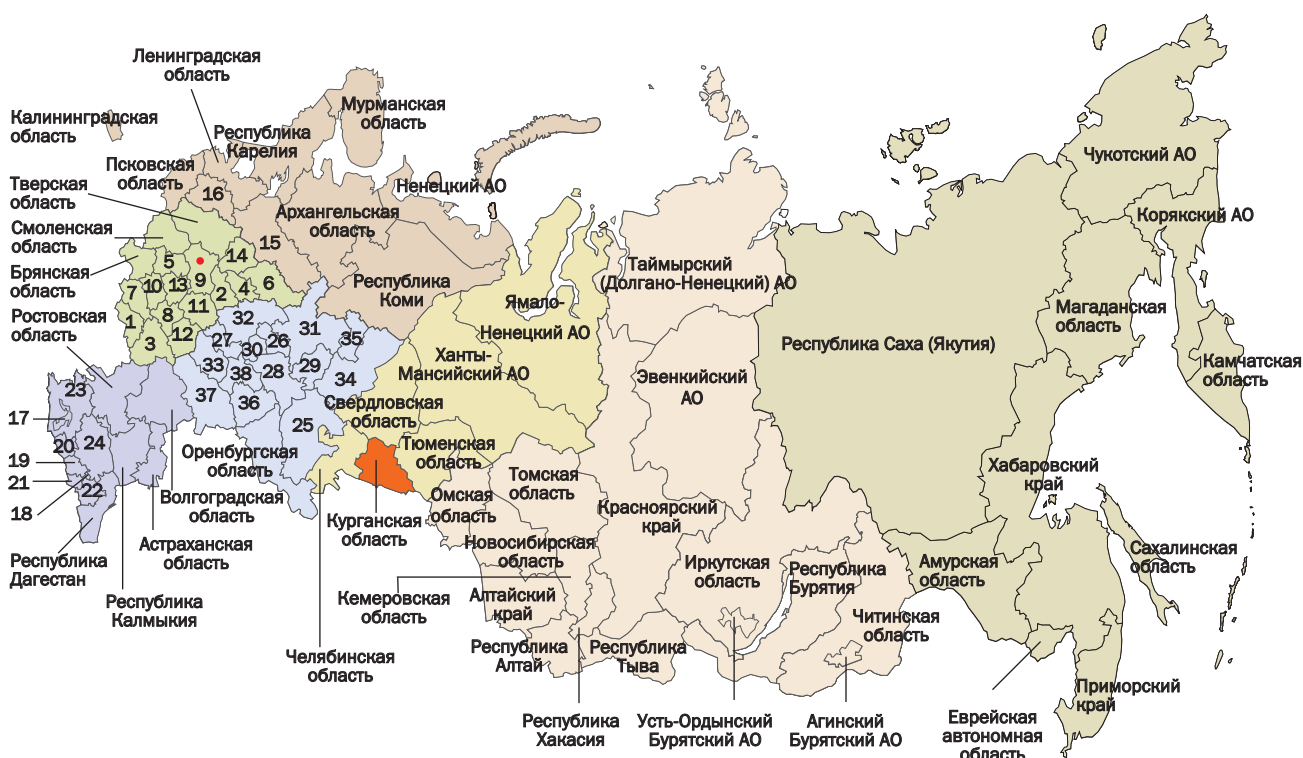 Ленинградская
область
Калининградская
область
Мурманская
область
Республика
Карелия
Псковская
область
Ненецкий АО
Тверская
область
16
Архангельская
область
Смоленская
область
15
14
5
Брянская
область
7
10
13
9
2
4
6
Республика
Коми
Ростовская
область
1
8
11
3
12
32
31
35
27
30
26
33
38
28
29
34
37
36
25
23
17
20
24
19
21
22
18
Свердловская
область
Ямало-
Ненецкий АО
Ханты-
Мансийский АО
Тюменская
область
Оренбургская
область
Волгоградская
область
Астраханская
область
Республика
Дагестан
Республика
Калмыкия
Курганская
область
Челябинская
область
Омская
область
Томская
область
Новосибирская
область
Кемеровская
область
Алтайский
край
Республика
Алтай
Республика
Тыва
Республика
Хакасия
Таймырский
(Долгано-Ненецкий) АО
Эвенкийский
АО
Красноярский
край
Иркутская
область
Республика
Бурятия
Читинская
область
Усть-Ордынский
Бурятский АО
Агинский
Бурятский АО
Республика Саха (Якутия)
Чукотский АО
Корякский АО
Магаданская
область
Камчатская
область
Хабаровский
край
Амурская
область
Сахалинская
область
Приморский
край
Еврейская
автономная
область